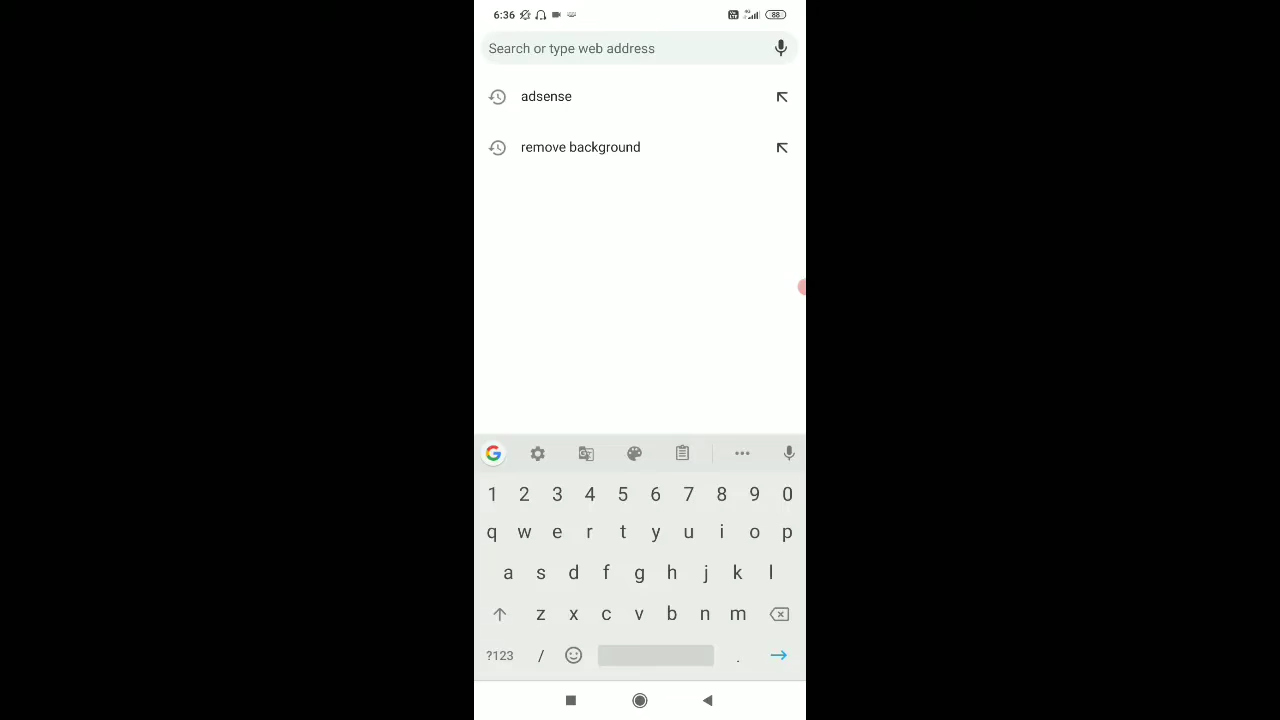 6:36 88
Search or type web address
adsense
remove background
1 2 3 4 5 6 7 8 9 0
q w e r t y u i o p
a s d f g h j k l
z x c v b n m
?123 / .